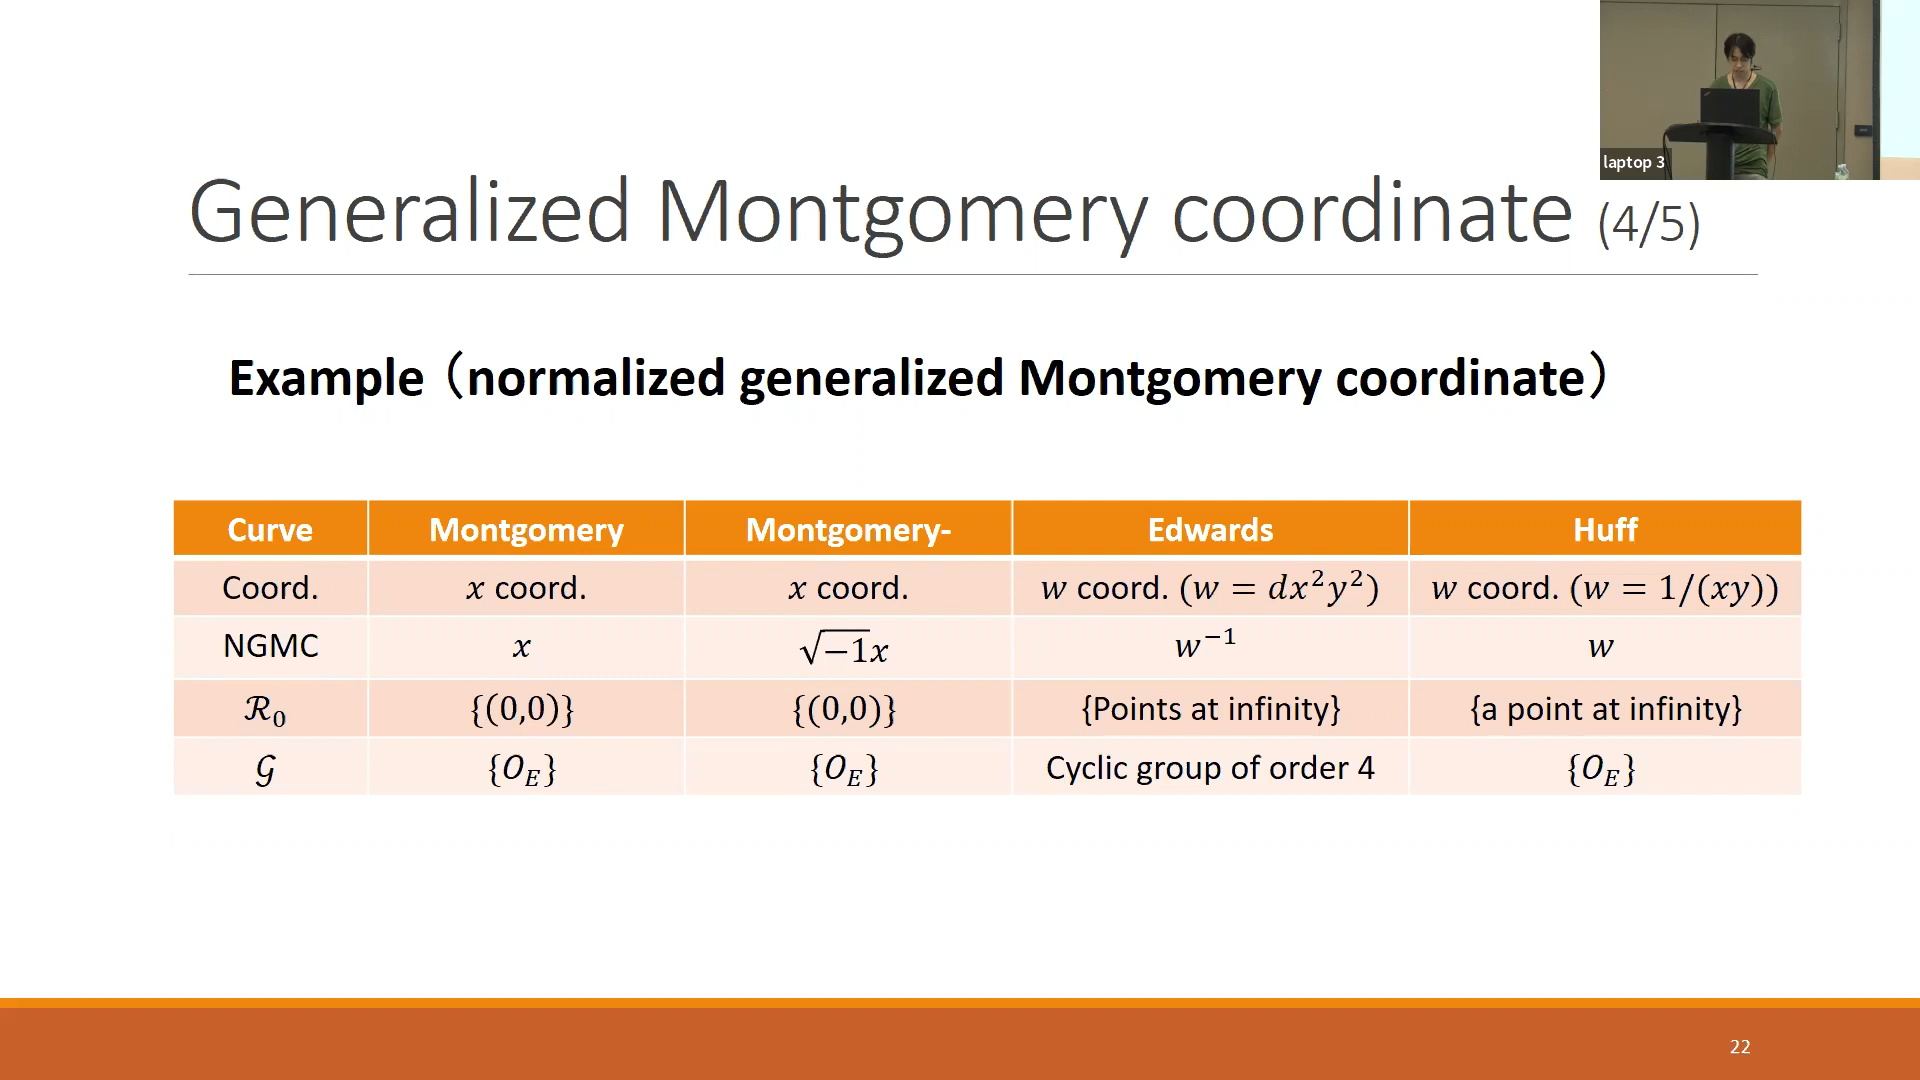 laptop 3
Generalized Montgomery coordinate (4/5)
Example（normalized generalized Montgomery coordinate）
Curve Montgomery Montgomery- Edwards Huff
Coord. x coord. x coord. w coord. (w = dx²y²) w coord. (w = 1/(xy))
NGMC x √−1x w⁻¹ w
ℛ₀ {(0,0)} {(0,0)} {Points at infinity} {a point at infinity}
𝒢 {O_E} {O_E} Cyclic group of order 4 {O_E}
22